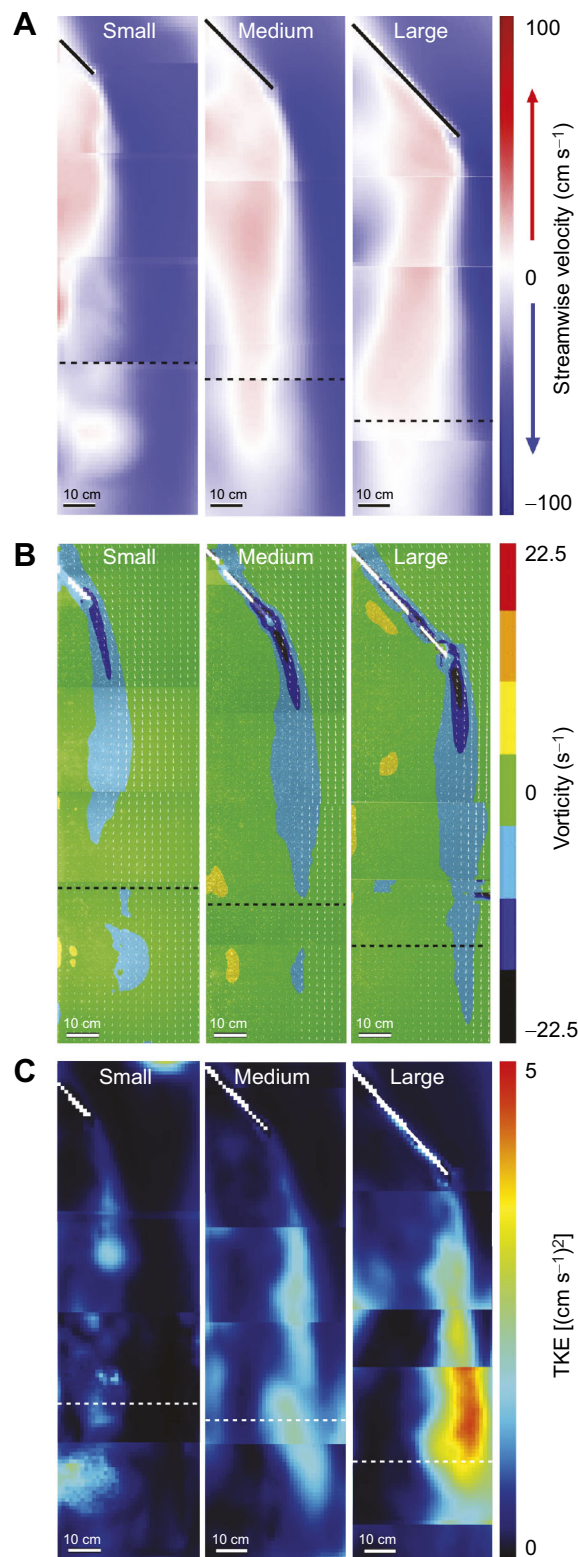 A
Small
Medium
Large
10 cm
10 cm
10 cm
100
0
–100
Streamwise velocity (cm s⁻¹)
B
Small
Medium
Large
10 cm
10 cm
10 cm
22.5
0
–22.5
Vorticity (s⁻¹)
C
Small
Medium
Large
10 cm
10 cm
10 cm
5
0
TKE [(cm s⁻¹)²]